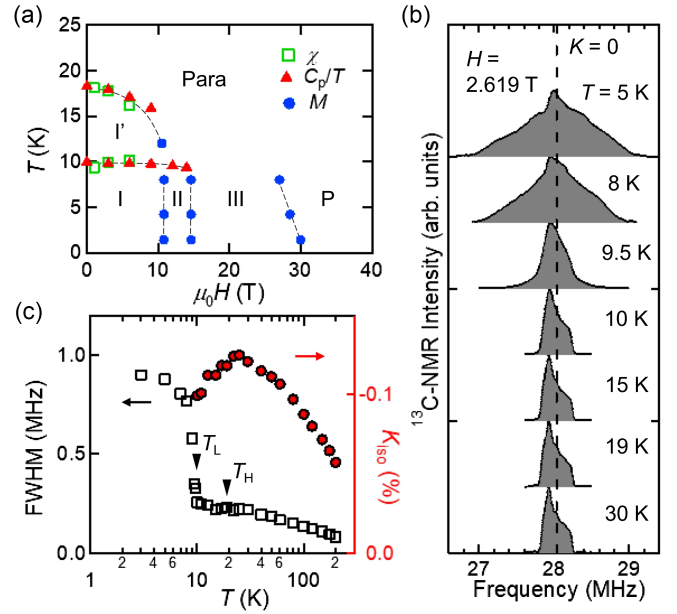 (a)
25
20
15
10
5
0
T (K)
Para
χ
Cp/T
M
I'
I
II
III
P
0
10
20
30
40
μ0H (T)
(b)
H =
2.619 T
K = 0
T = 5 K
8 K
9.5 K
10 K
15 K
19 K
30 K
13C-NMR Intensity (arb. units)
27
28
29
Frequency (MHz)
(c)
1.0
0.5
0.0
FWHM (MHz)
TL
TH
-0.1
0.0
Kiso (%)
1
2
4
6
10
2
4
6
100
2
T (K)